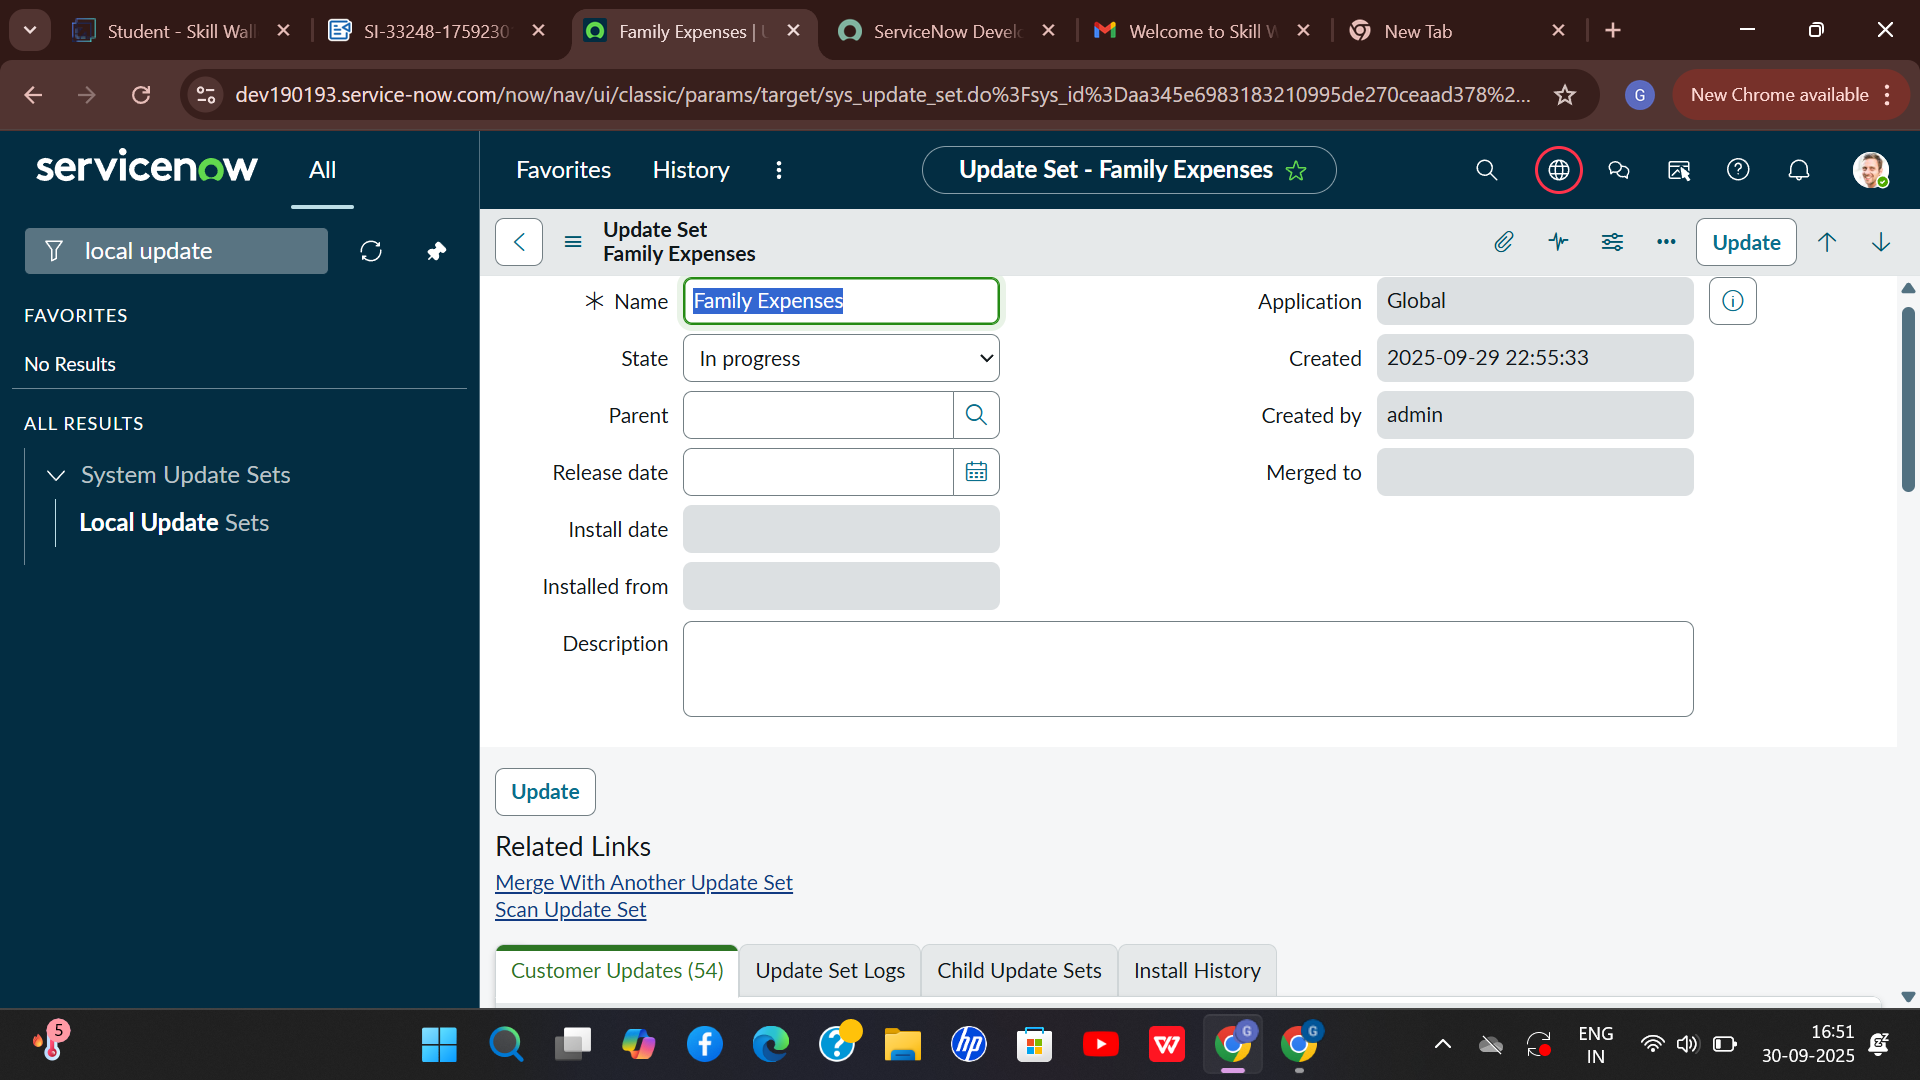 Student - Skill Wall
SI-33248-1759230
Family Expenses | U
ServiceNow Develo
Welcome to Skill W
New Tab
dev190193.service-now.com/now/nav/ui/classic/params/target/sys_update_set.do%3Fsys_id%3Daa345e6983183210995de270ceaad378%2...
G
New Chrome available
servicenow
All
Favorites
History
Update Set - Family Expenses
local update
FAVORITES
No Results
ALL RESULTS
System Update Sets
Local Update Sets
Update Set
Family Expenses
Update
Name
Family Expenses
Application
Global
State
In progress
Created
2025-09-29 22:55:33
Parent
Created by
admin
Release date
Merged to
Install date
Installed from
Description
Update
Related Links
Merge With Another Update Set
Scan Update Set
Customer Updates (54)
Update Set Logs
Child Update Sets
Install History
5
hp
W
G
G
ENG
IN
16:51
30-09-2025